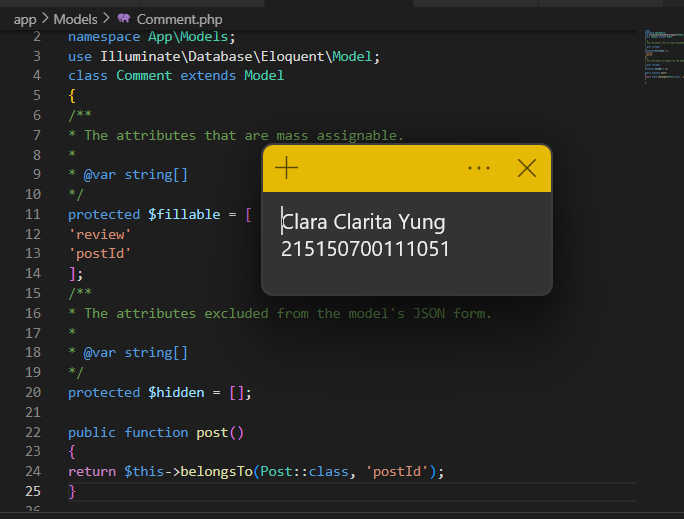 app > Models > Comment.php
2 namespace App\Models;
3 use Illuminate\Database\Eloquent\Model;
4 class Comment extends Model
5 {
6 /**
7 * The attributes that are mass assignable.
8 *
9 * @var string[]
10 */
11 protected $fillable = [
12 'review'
13 'postId'
14 ];
15 /**
16 * The attributes excluded from the model's JSON form.
17 *
18 * @var string[]
19 */
20 protected $hidden = [];
21
22 public function post()
23 {
24 return $this->belongsTo(Post::class, 'postId');
25 }
26
Clara Clarita Yung
215150700111051